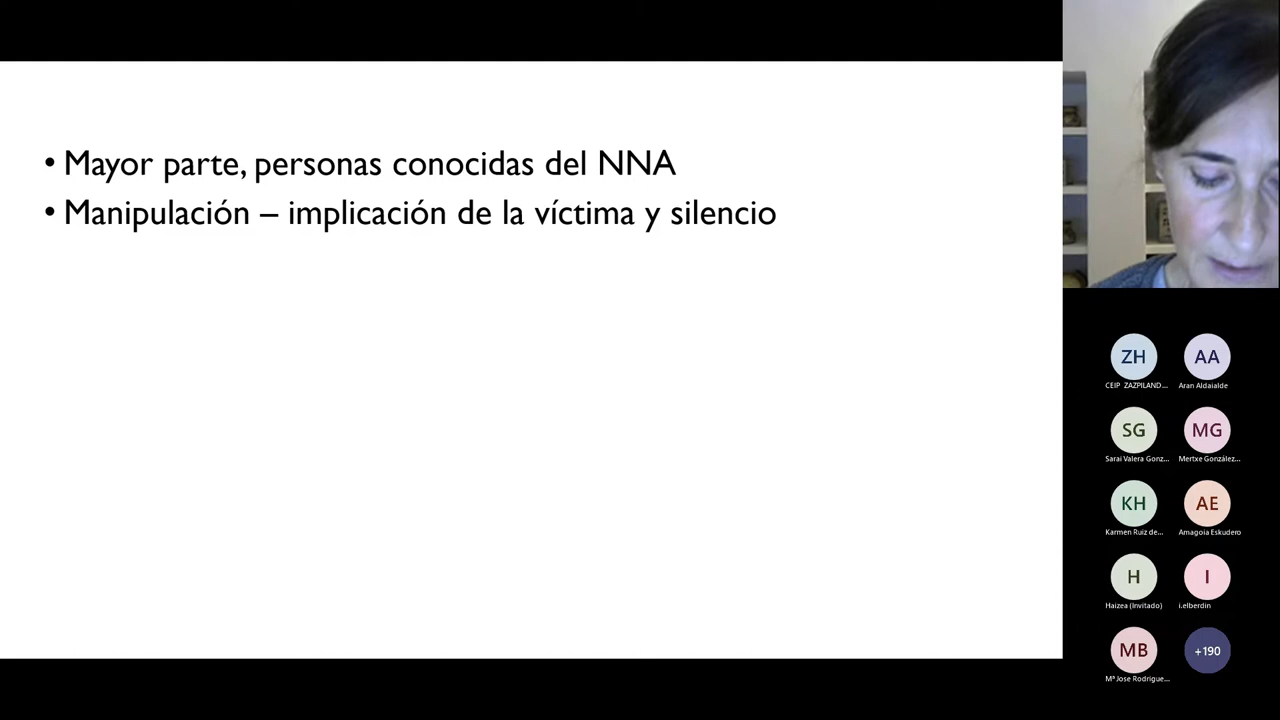 • Mayor parte, personas conocidas del NNA
• Manipulación – implicación de la víctima y silencio
ZH
AA
CEIP ZAZPILAND...
Aran Aldaialde
SG
MG
Sarai Valera Gonz...
Mertxe González...
KH
AE
Karmen Ruiz de...
Amagoia Eskudero
H
I
Haizea (Invitado)
i.elberdin
MB
+190
Mª Jose Rodrigue...